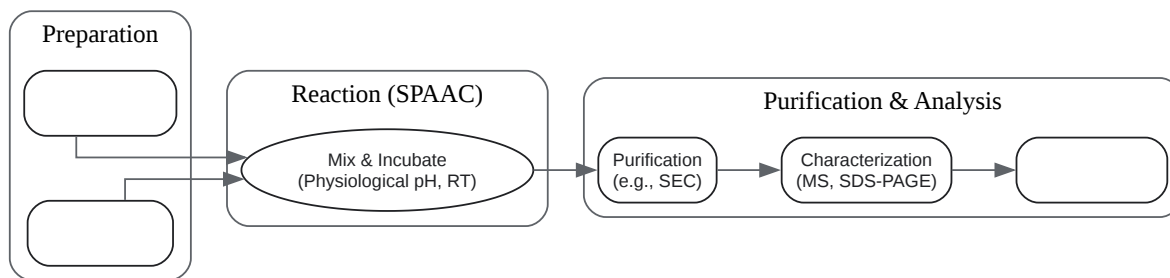 Preparation
Reaction (SPAAC)
Mix & Incubate
(Physiological pH, RT)
Purification & Analysis
Purification
(e.g., SEC)
Characterization
(MS, SDS-PAGE)